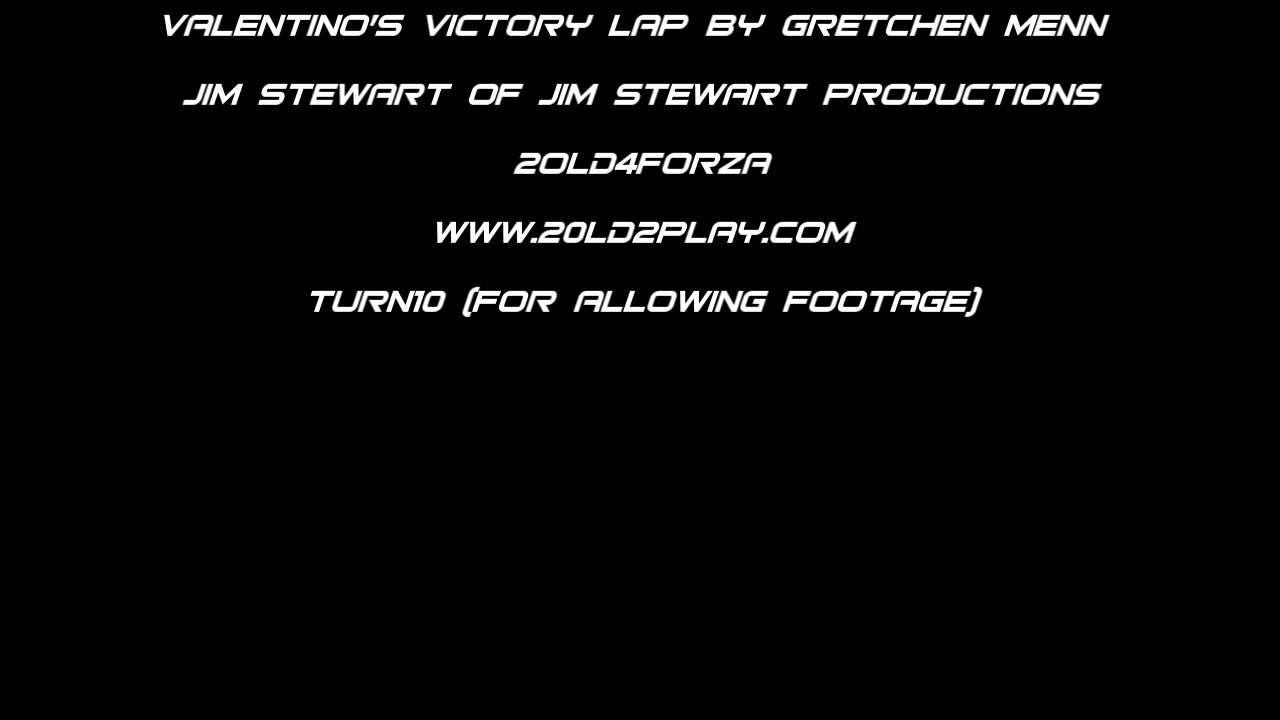 VALENTINO'S VICTORY LAP BY GRETCHEN MENN
JIM STEWART OF JIM STEWART PRODUCTIONS
2OLD4FORZA
WWW.2OLD2PLAY.COM
TURN10 (FOR ALLOWING FOOTAGE)